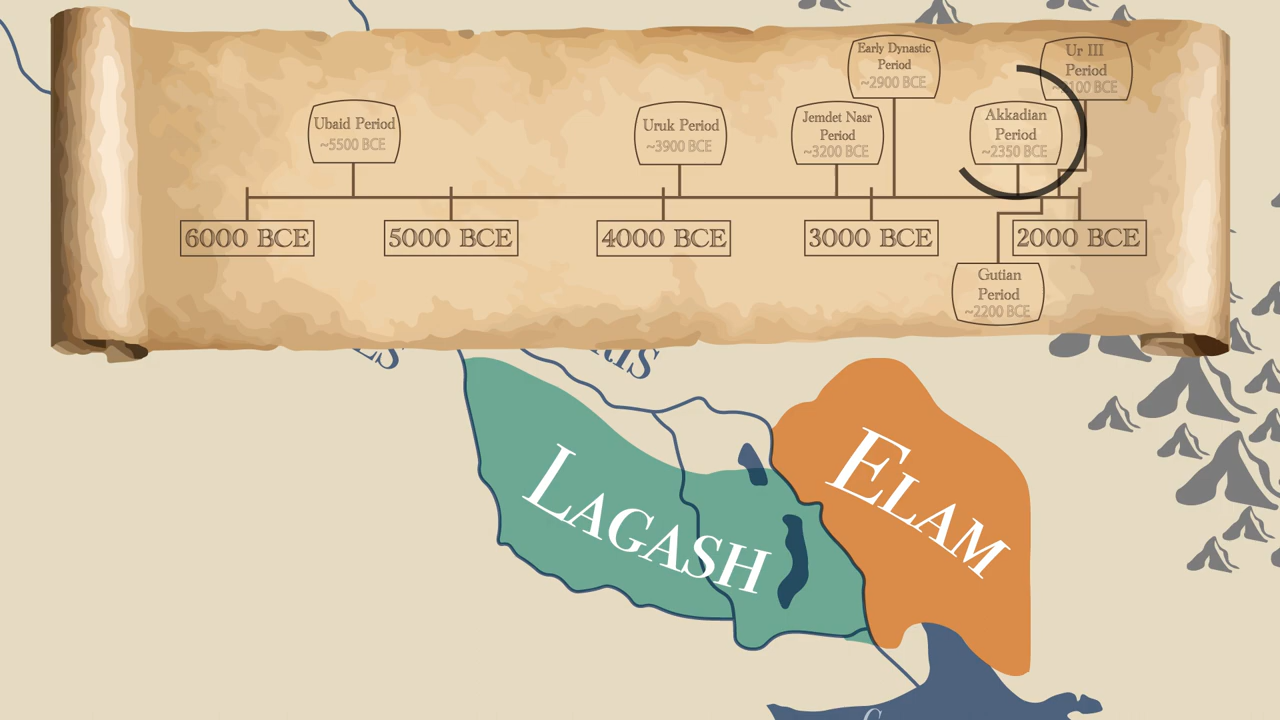 Early Dynastic
Period
~2900 BCE
Ur III
Period
~2100 BCE
Ubaid Period
~5500 BCE
Uruk Period
~3900 BCE
Jemdet Nasr
Period
~3200 BCE
Akkadian
Period
~2350 BCE
6000 BCE
5000 BCE
4000 BCE
3000 BCE
2000 BCE
Gutian
Period
~2200 BCE
LAGASH
ELAM